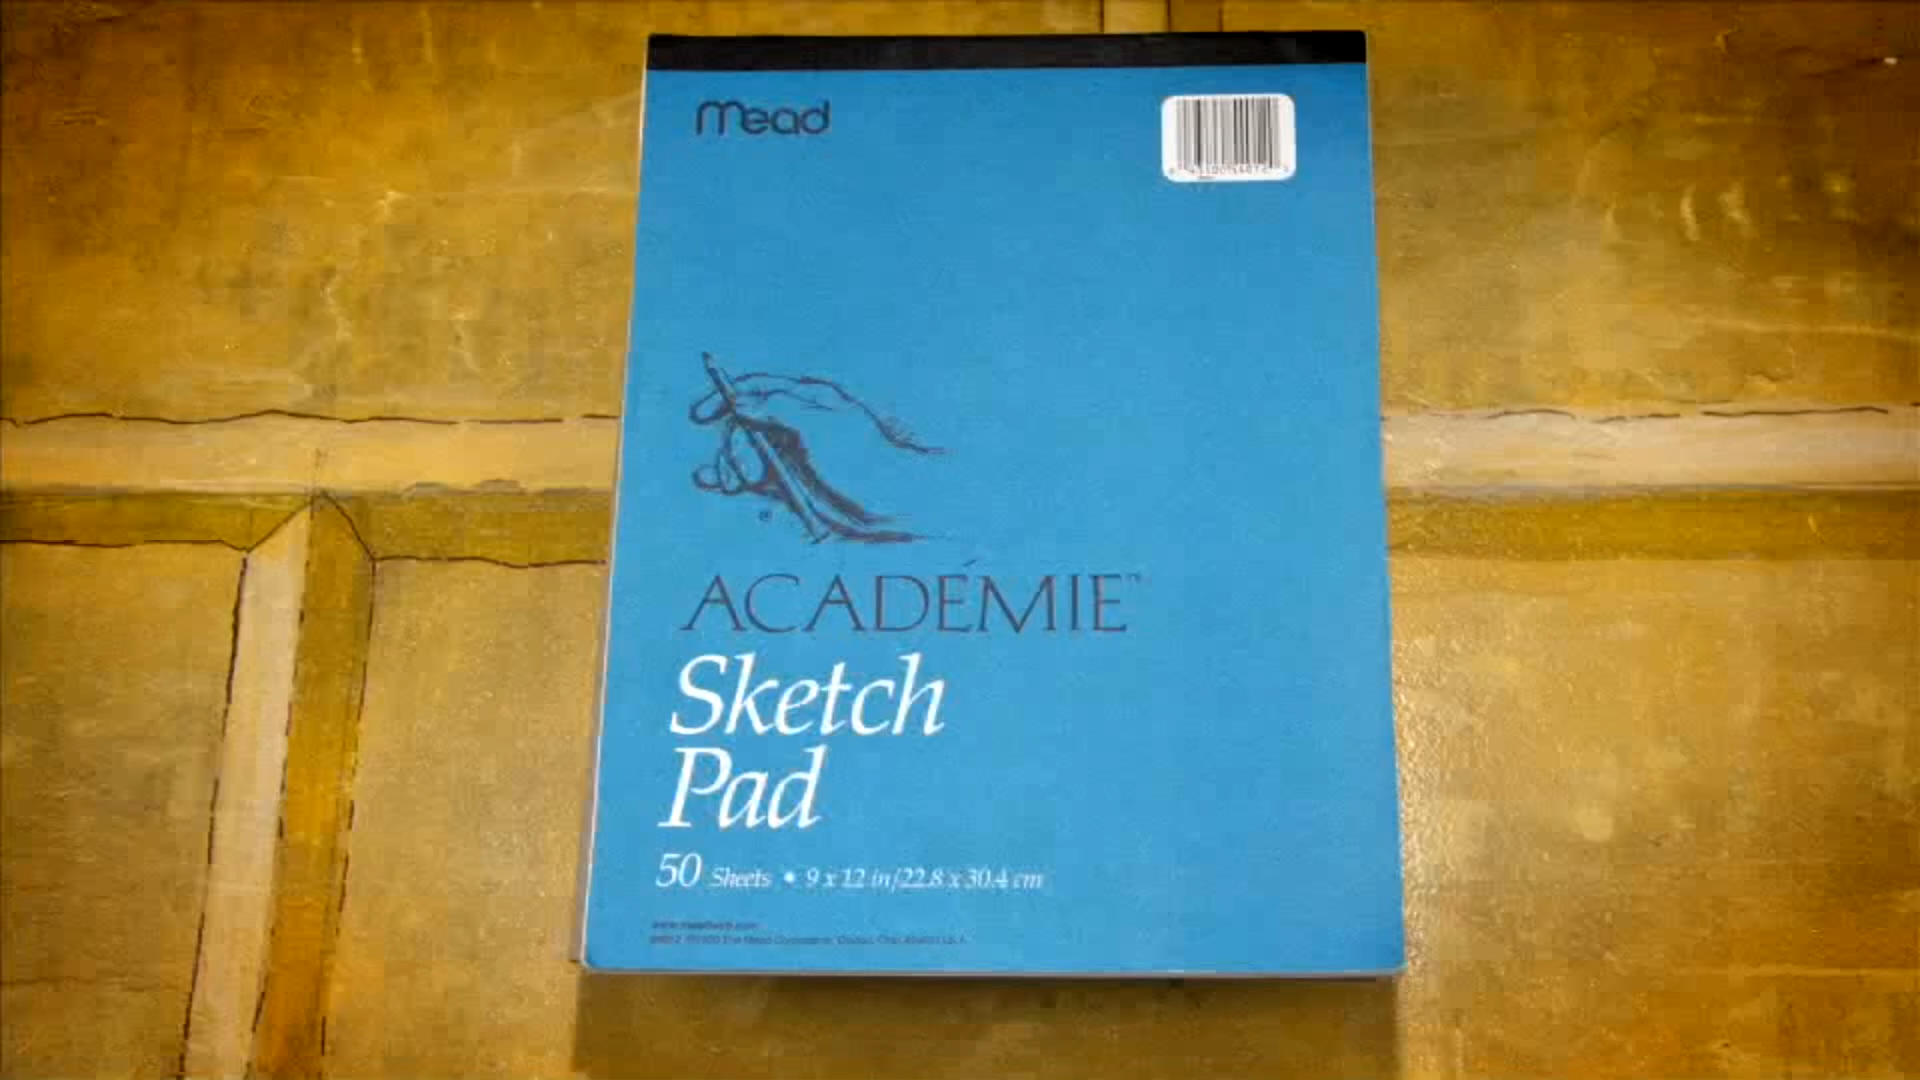 Mead
ACADÉMIE™
Sketch
Pad
50 Sheets • 9 x 12 in/22.8 x 30.4 cm